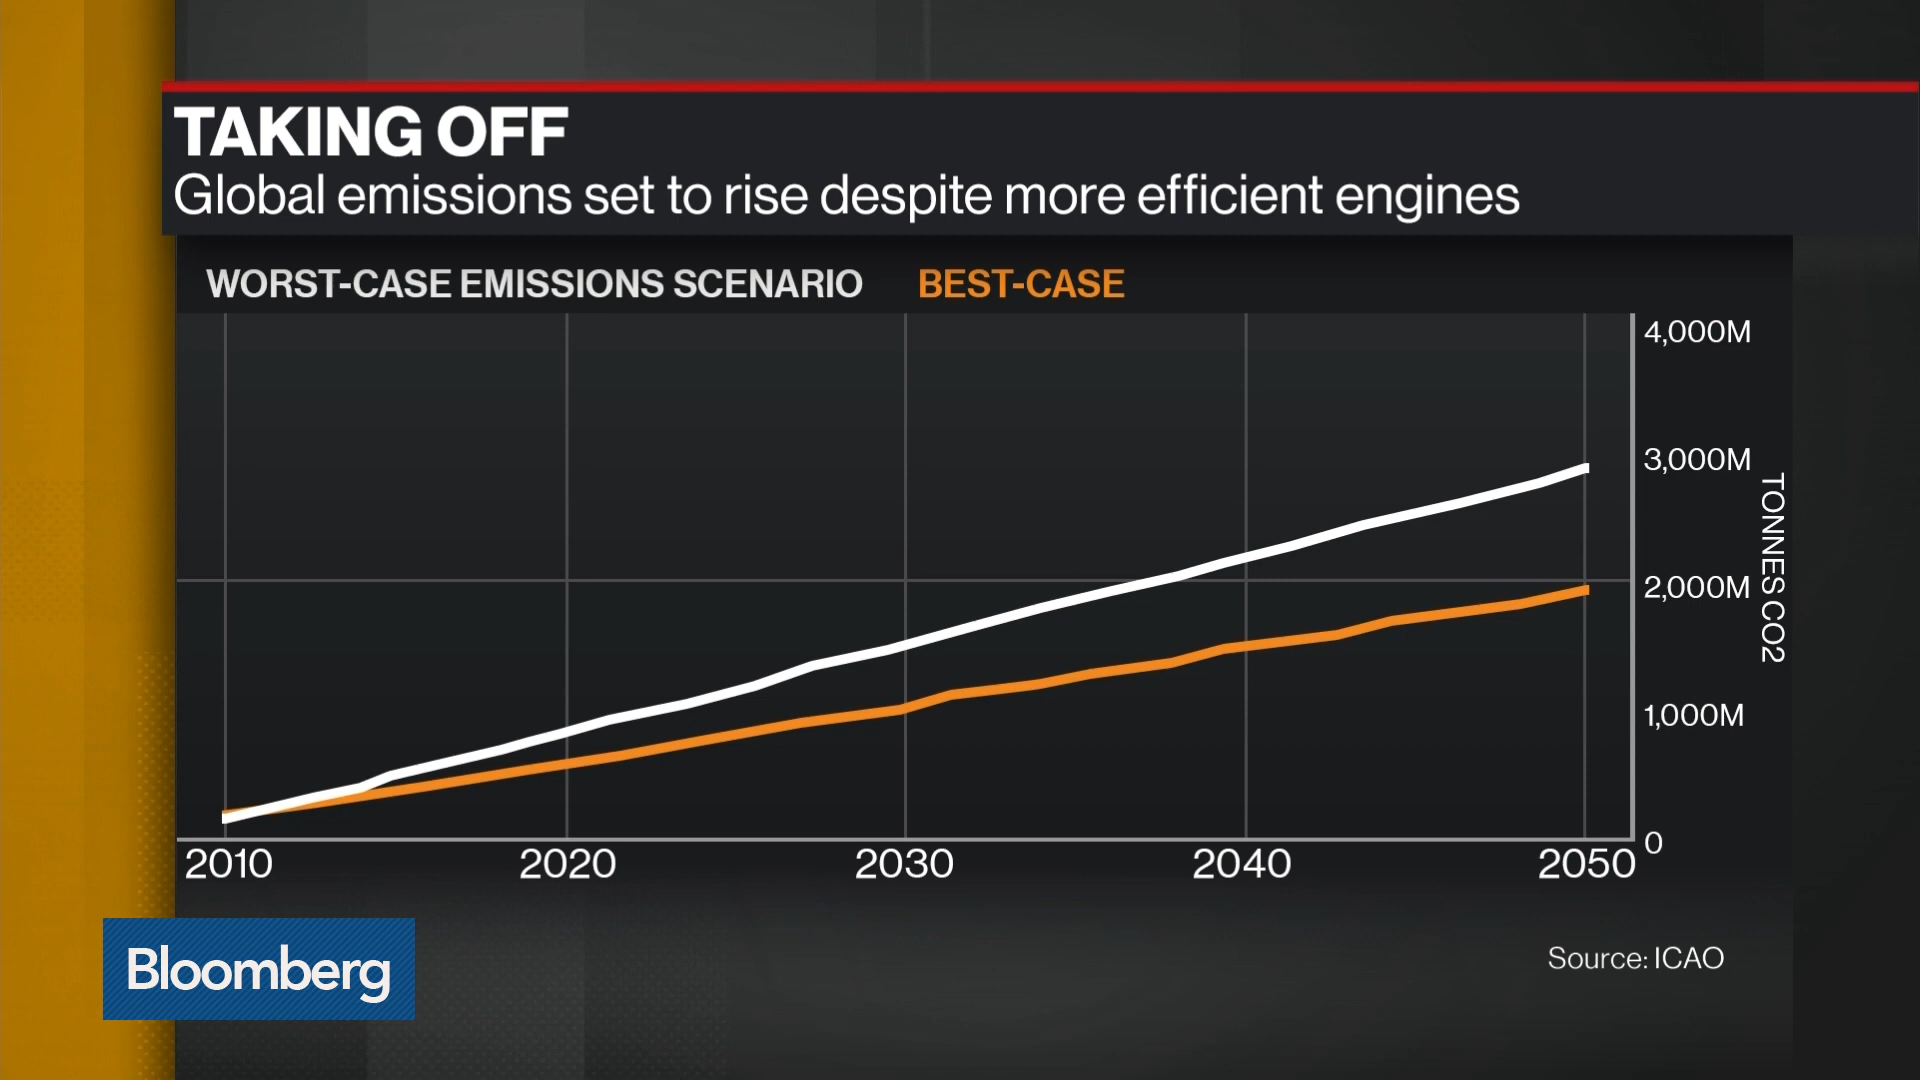 TAKING OFF
Global emissions set to rise despite more efficient engines
WORST-CASE EMISSIONS SCENARIO BEST-CASE
4,000M
3,000M
2,000M
1,000M
0
TONNES CO2
2010 2020 2030 2040 2050
Bloomberg
Source: ICAO